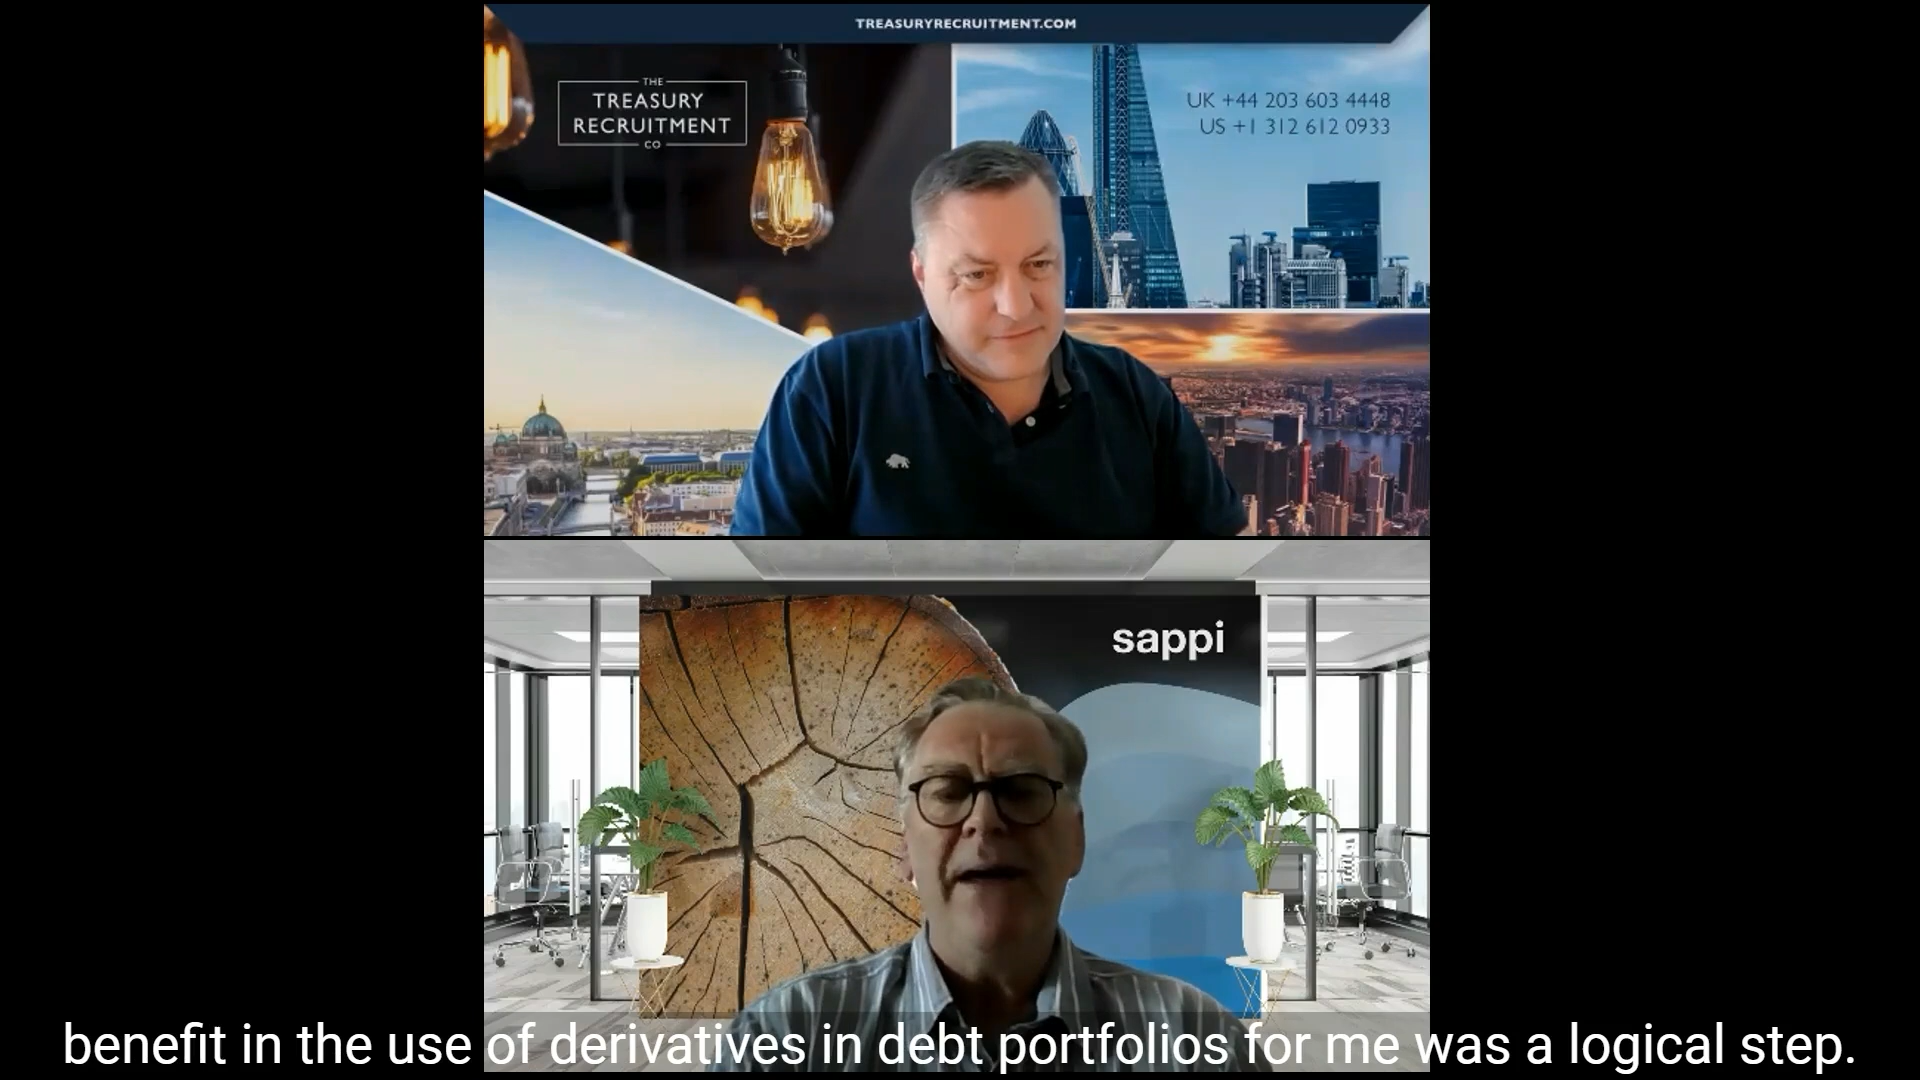 TREASURYRECRUITMENT.COM
THE
TREASURY
RECRUITMENT
CO
UK +44 203 603 4448
US +1 312 612 0933
sappi
benefit in the use of derivatives in debt portfolios for me was a logical step.